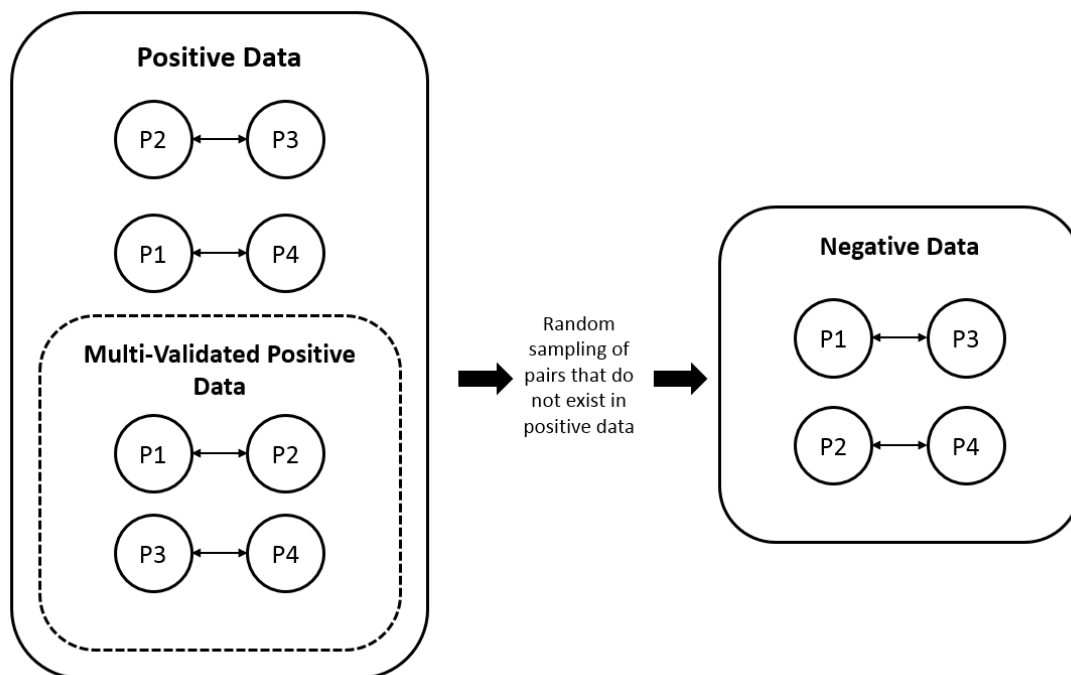 Positive Data
P2 P3
P1 P4
Multi-Validated Positive
Data
P1 P2
P3 P4
Random
sampling of
pairs that do
not exist in
positive data
Negative Data
P1 P3
P2 P4